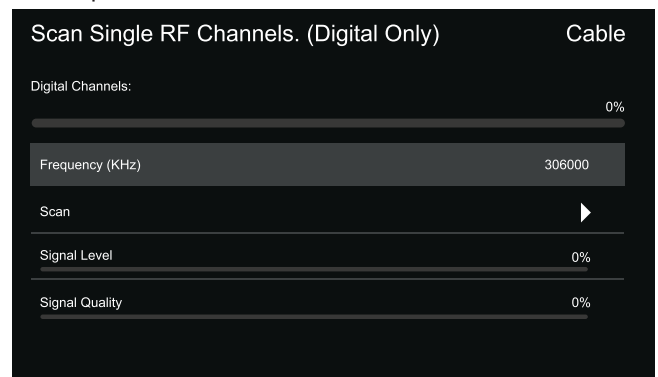 Scan Single RF Channels. (Digital Only) Cable
Digital Channels:
0%
Frequency (KHz) 306000
Scan
Signal Level 0%
Signal Quality 0%